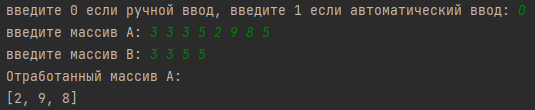 введите 0 если ручной ввод, введите 1 если автоматический ввод: 0
введите массив А: 3 3 3 5 2 9 8 5
введите массив В: 3 3 5 5
Отработанный массив А:
[2, 9, 8]